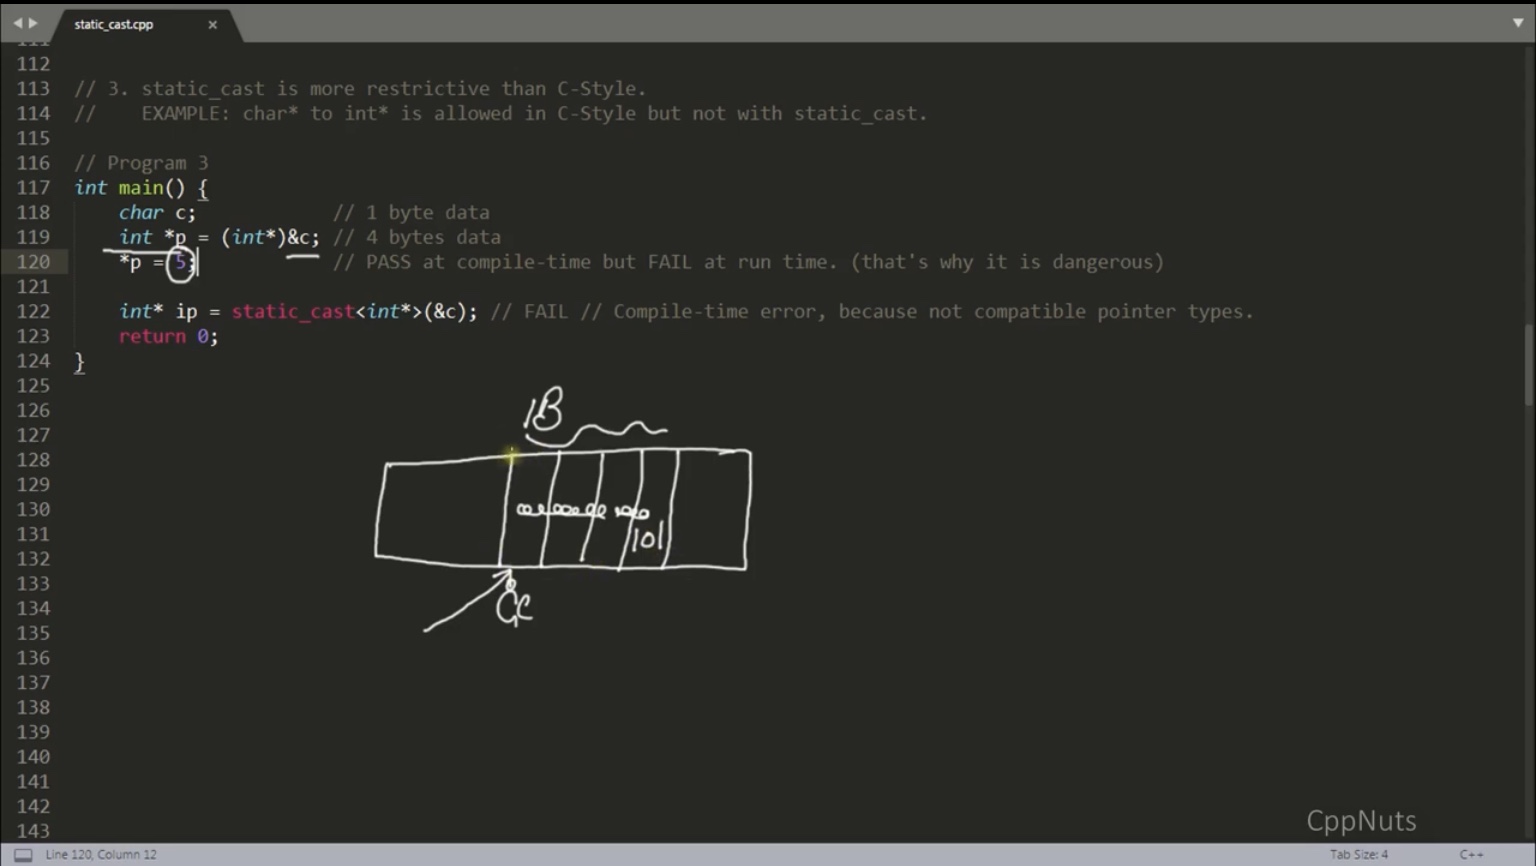 static_cast.cpp ×
112
113 // 3. static_cast is more restrictive than C-Style.
114 //    EXAMPLE: char* to int* is allowed in C-Style but not with static_cast.
115
116 // Program 3
117 int main() {
118     char c;            // 1 byte data
119     int *p = (int*)&c; // 4 bytes data
120     *p = 5;            // PASS at compile-time but FAIL at run time. (that's why it is dangerous)
121
122     int* ip = static_cast<int*>(&c); // FAIL // Compile-time error, because not compatible pointer types.
123     return 0;
124 }
125
126
1B
127
128
129
130
131
101
132
133
134
135
136
137
138
139
140
141
142
CppNuts
143
Line 120, Column 12 Tab Size: 4 C++